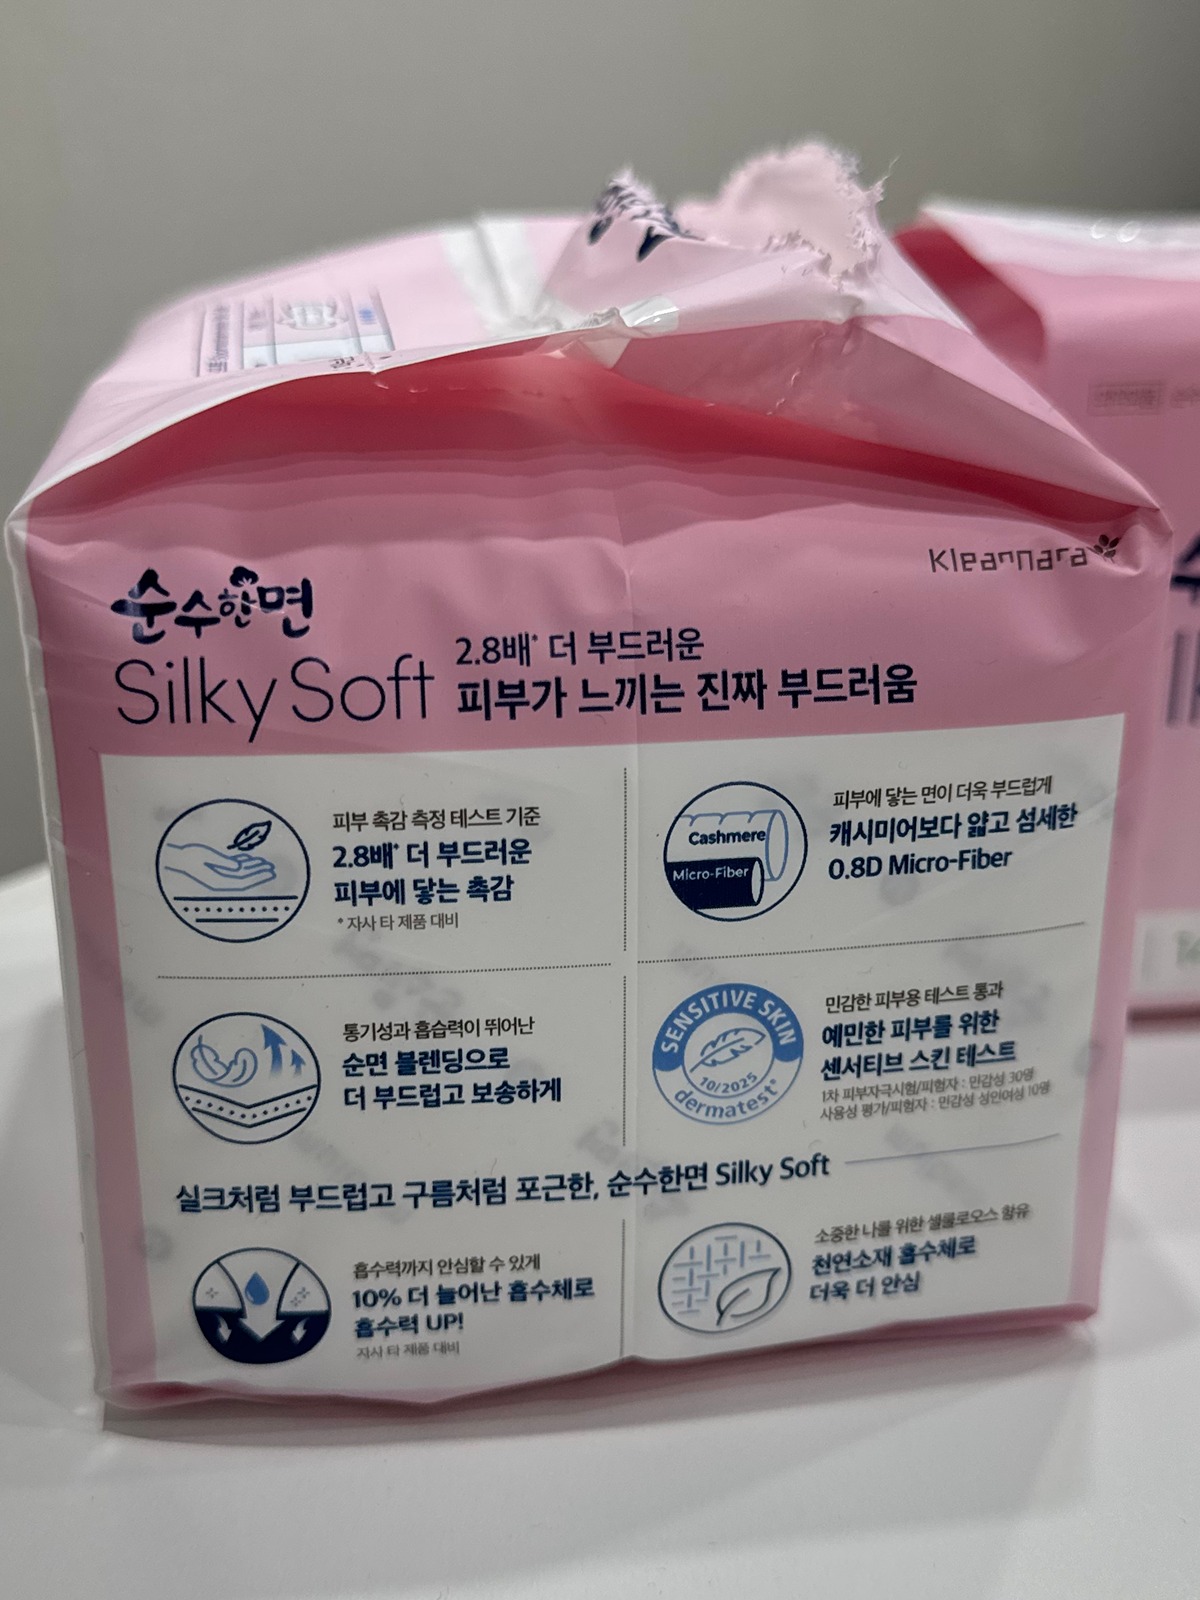 Kleannara
순수한면
Silky Soft
2.8배* 더 부드러운
피부가 느끼는 진짜 부드러움
피부 촉감 측정 테스트 기준
2.8배* 더 부드러운
피부에 닿는 촉감
* 자사 타 제품 대비
Cashmere
Micro-Fiber
피부에 닿는 면이 더욱 부드럽게
캐시미어보다 얇고 섬세한
0.8D Micro-Fiber
통기성과 흡습력이 뛰어난
순면 블렌딩으로
더 부드럽고 보송하게
SENSITIVE SKIN
10/2025
dermatest®
민감한 피부용 테스트 통과
예민한 피부를 위한
센서티브 스킨 테스트
1차 피부자극시험/피험자 : 민감성 30명
사용성 평가/피험자 : 민감성 성인여성 10명
실크처럼 부드럽고 구름처럼 포근한, 순수한면 Silky Soft
흡수력까지 안심할 수 있게
10% 더 늘어난 흡수체로
흡수력 UP!
자사 타 제품 대비
소중한 나를 위한 셀룰로오스 함유
천연소재 흡수체로
더욱 더 안심